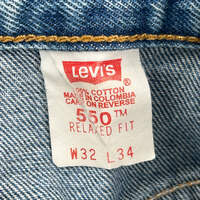 Levi's ®
100% COTTON
MADE IN COLOMBIA
CARE ON REVERSE
550™
RELAXED FIT
W32 L34